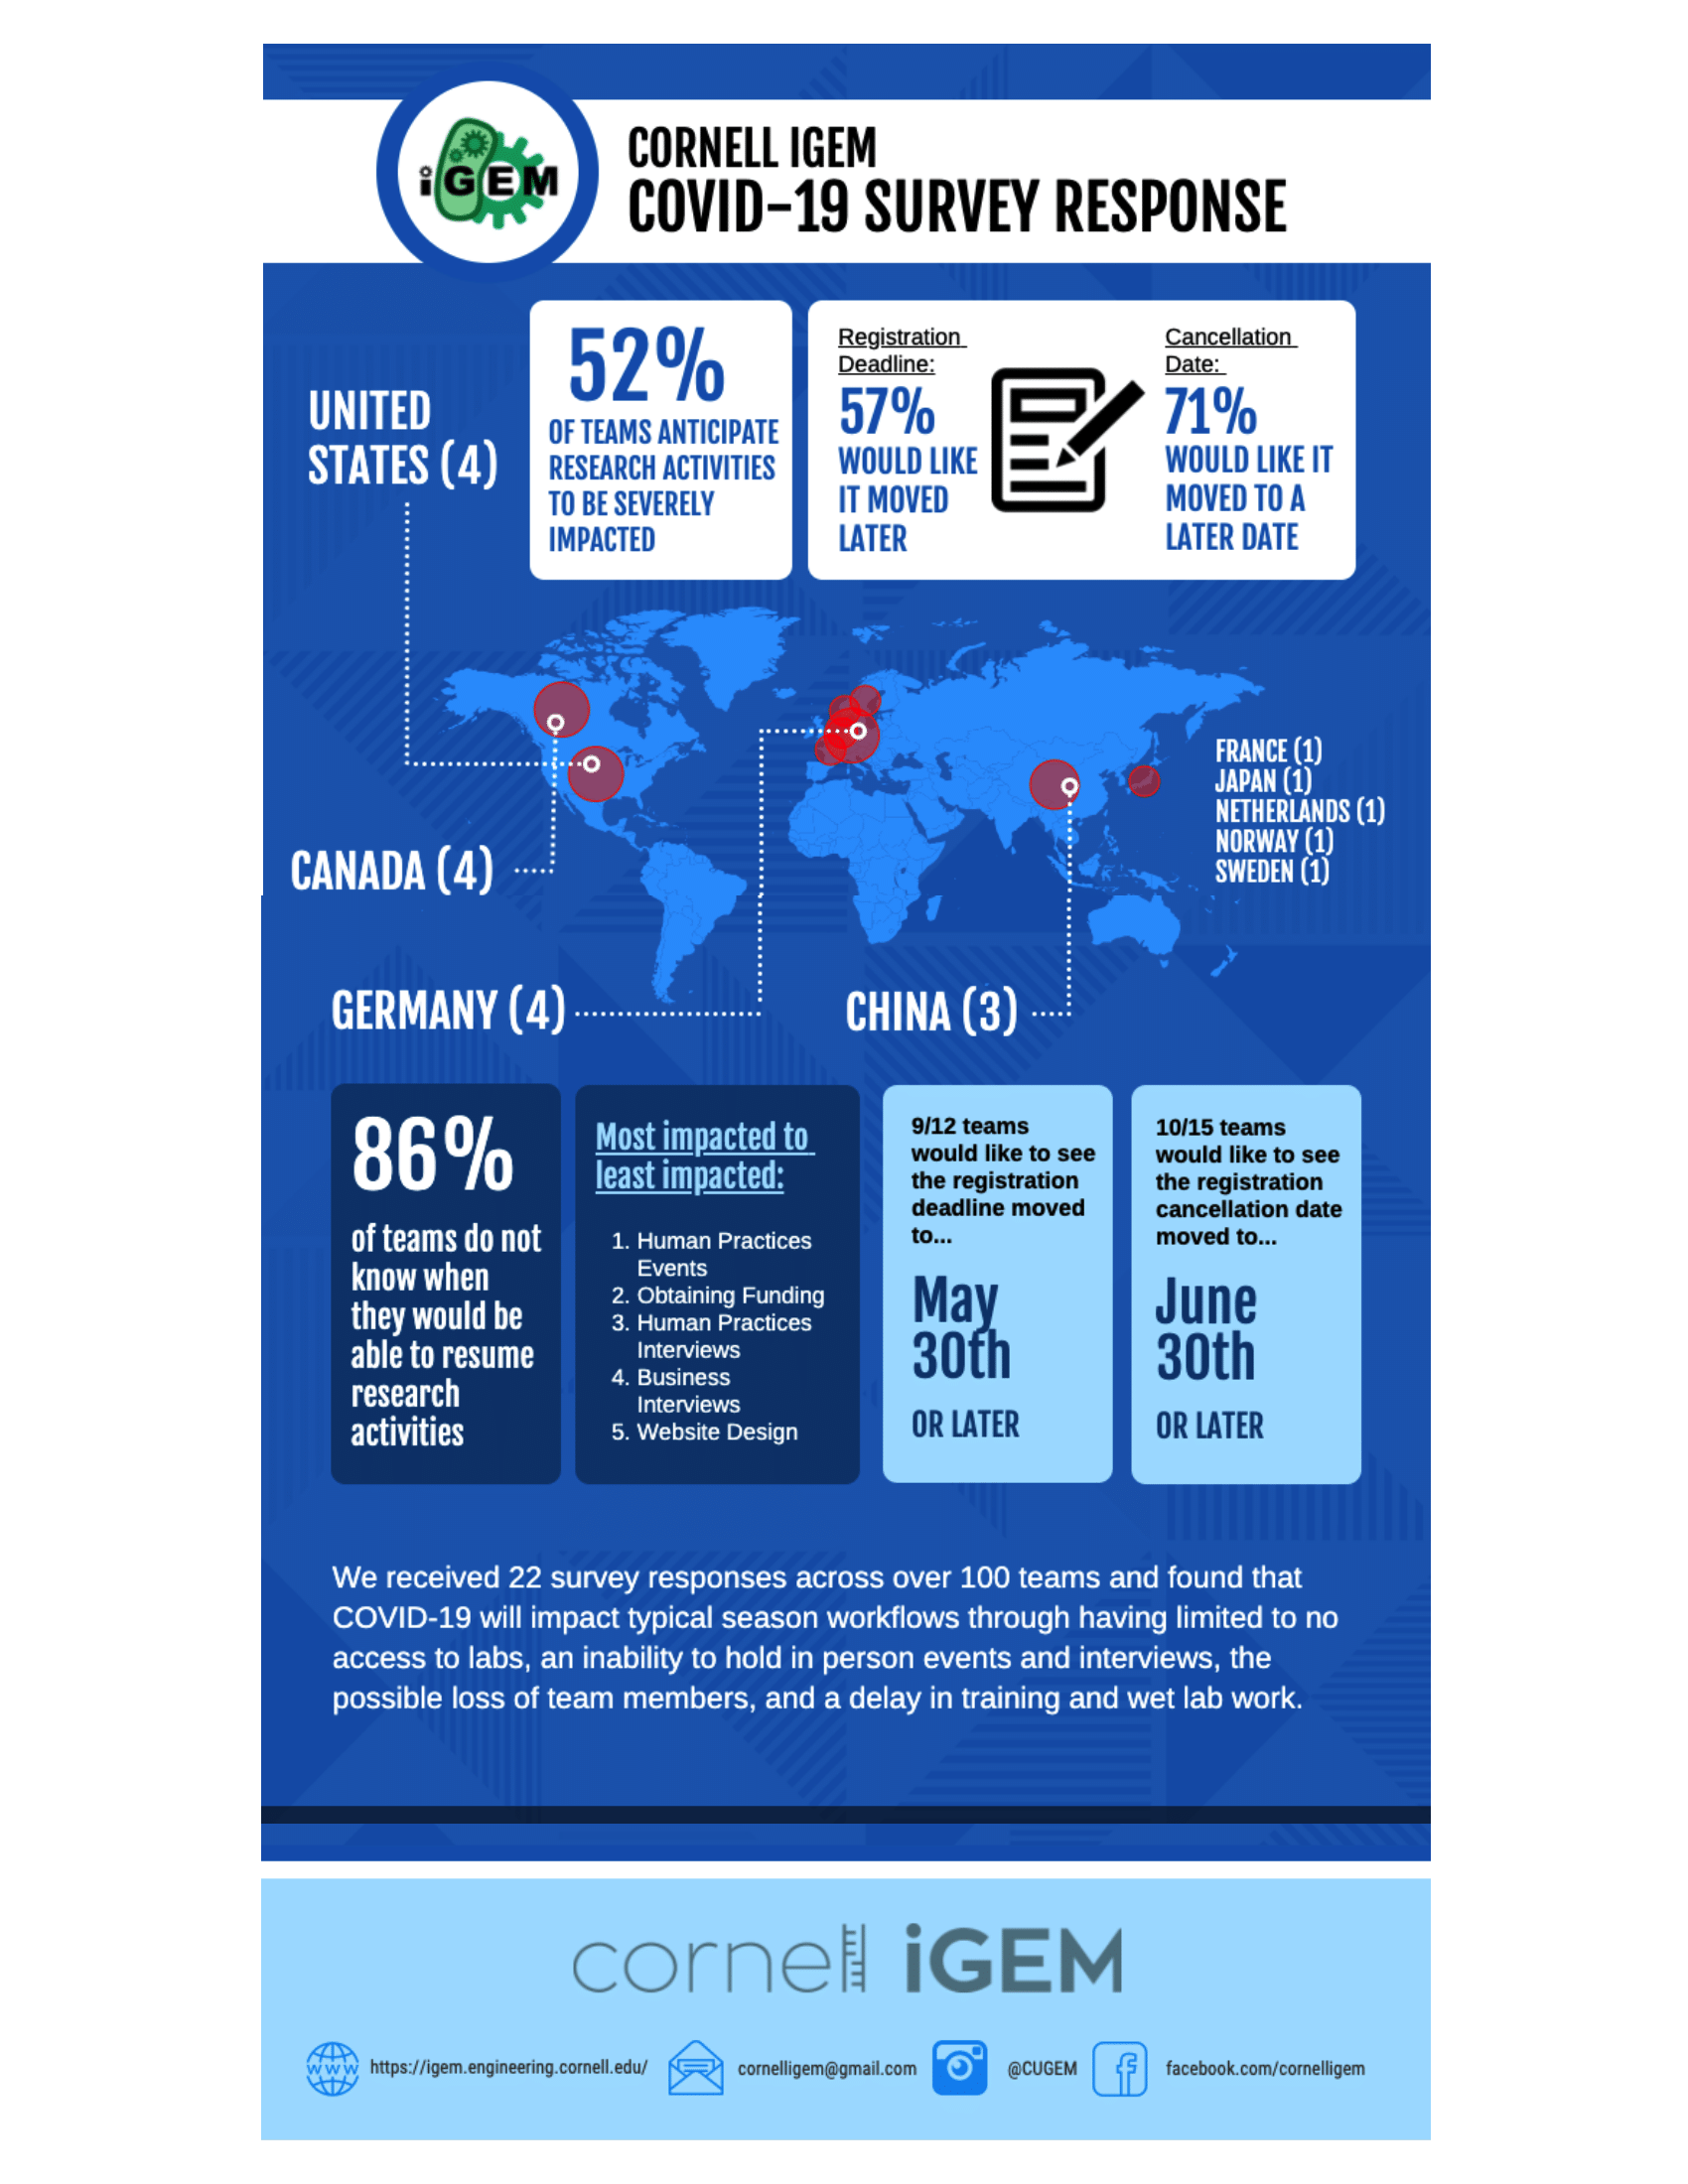 iGEM
CORNELL IGEM
COVID-19 SURVEY RESPONSE
UNITED
STATES (4)
52%
OF TEAMS ANTICIPATE
RESEARCH ACTIVITIES
TO BE SEVERELY
IMPACTED
Registration
Deadline:
57%
WOULD LIKE
IT MOVED
LATER
Cancellation
Date:
71%
WOULD LIKE IT
MOVED TO A
LATER DATE
FRANCE (1)
JAPAN (1)
NETHERLANDS (1)
NORWAY (1)
SWEDEN (1)
CANADA (4)
GERMANY (4)
CHINA (3)
86%
of teams do not
know when
they would be
able to resume
research
activities
Most impacted to
least impacted:
1. Human Practices
Events
2. Obtaining Funding
3. Human Practices
Interviews
4. Business
Interviews
5. Website Design
9/12 teams
would like to see
the registration
deadline moved
to...
May
30th
OR LATER
10/15 teams
would like to see
the registration
cancellation date
moved to...
June
30th
OR LATER
We received 22 survey responses across over 100 teams and found that
COVID-19 will impact typical season workflows through having limited to no
access to labs, an inability to hold in person events and interviews, the
possible loss of team members, and a delay in training and wet lab work.
cornell iGEM
www
https://igem.engineering.cornell.edu/
cornelligem@gmail.com
@CUGEM
facebook.com/cornelligem